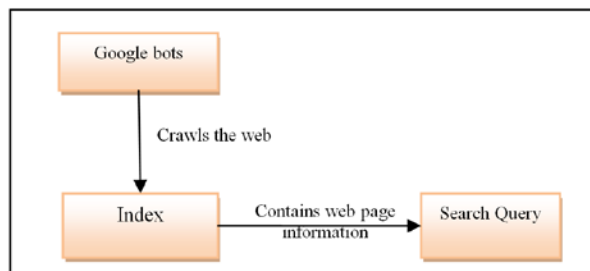 Google bots
Crawls the web
Index
Contains web page
information
Search Query